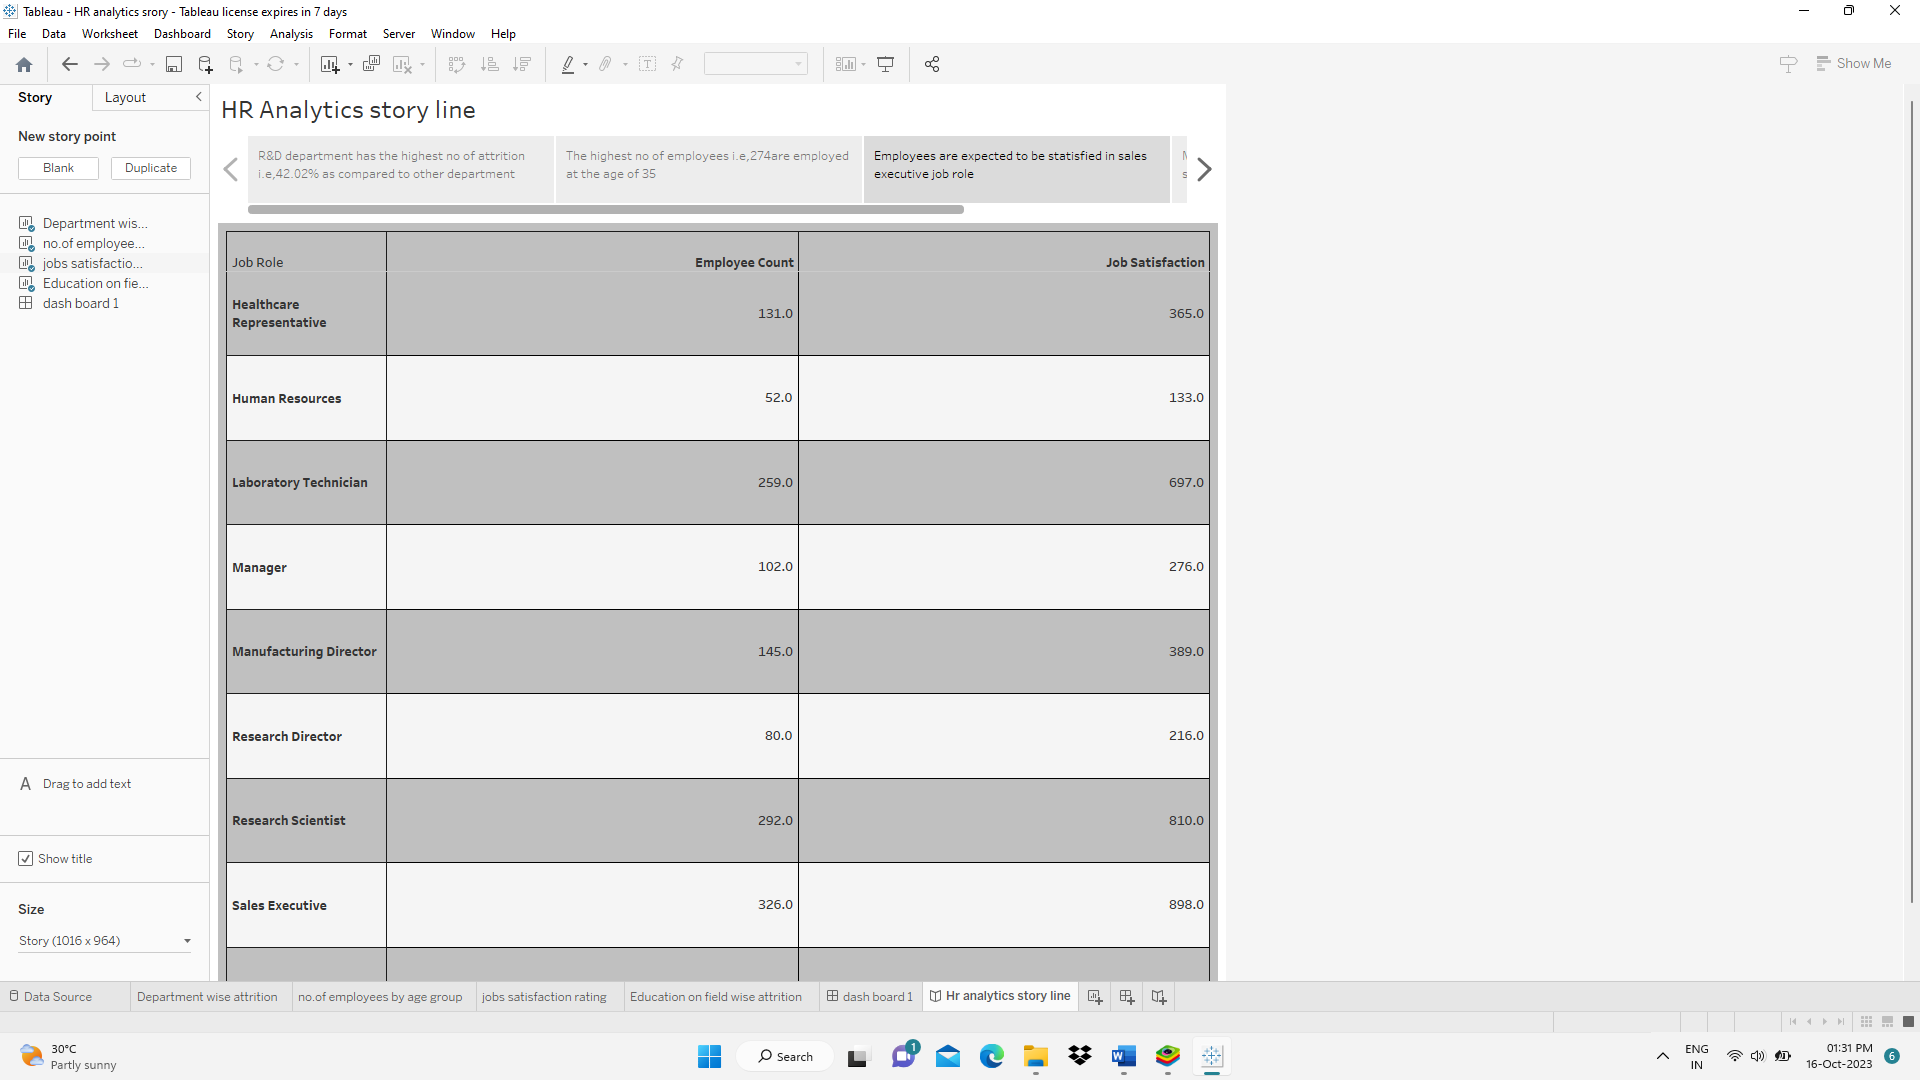 Tableau - HR analytics srory - Tableau license expires in 7 days
File Data Worksheet Dashboard Story Analysis Format Server Window Help
Show Me
Story Layout
New story point
Blank Duplicate
Department wis...
no.of employee...
jobs satisfactio...
Education on fie...
dash board 1
A Drag to add text
Show title
Size
Story (1016 x 964)
HR Analytics story line
R&D department has the highest no of attrition
i.e,42.02% as compared to other department
The highest no of employees i.e,274are employed
at the age of 35
Employees are expected to be statisfied in sales
executive job role
Job Role Employee Count Job Satisfaction
Healthcare
Representative 131.0 365.0
Human Resources 52.0 133.0
Laboratory Technician 259.0 697.0
Manager 102.0 276.0
Manufacturing Director 145.0 389.0
Research Director 80.0 216.0
Research Scientist 292.0 810.0
Sales Executive 326.0 898.0
Data Source Department wise attrition no.of employees by age group jobs satisfaction rating Education on field wise attrition dash board 1 Hr analytics story line
30°C
Partly sunny
Search
1
ENG
IN
01:31 PM
16-Oct-2023
6